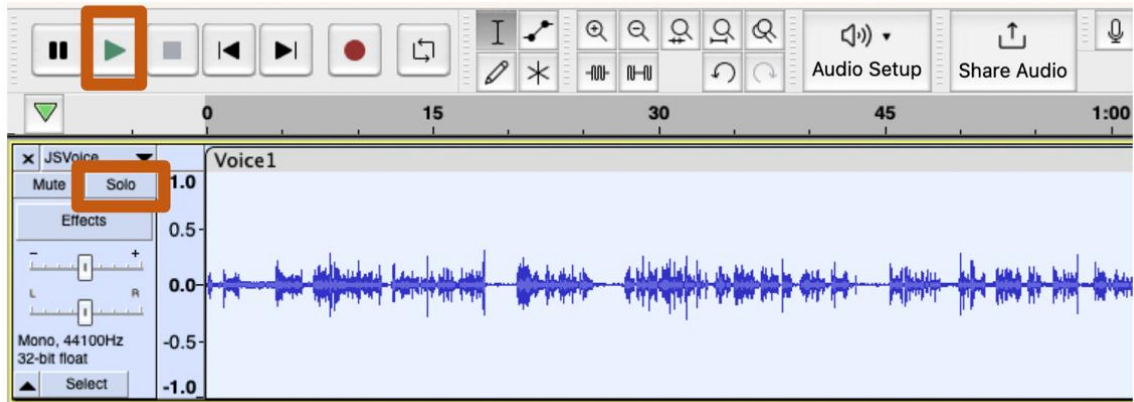 Audio Setup
Share Audio
0 15 30 45 1:00
× JSVoice
Voice1
Mute Solo
1.0
Effects
0.5
- +
0.0
L R
Mono, 44100Hz
-0.5
32-bit float
Select
-1.0